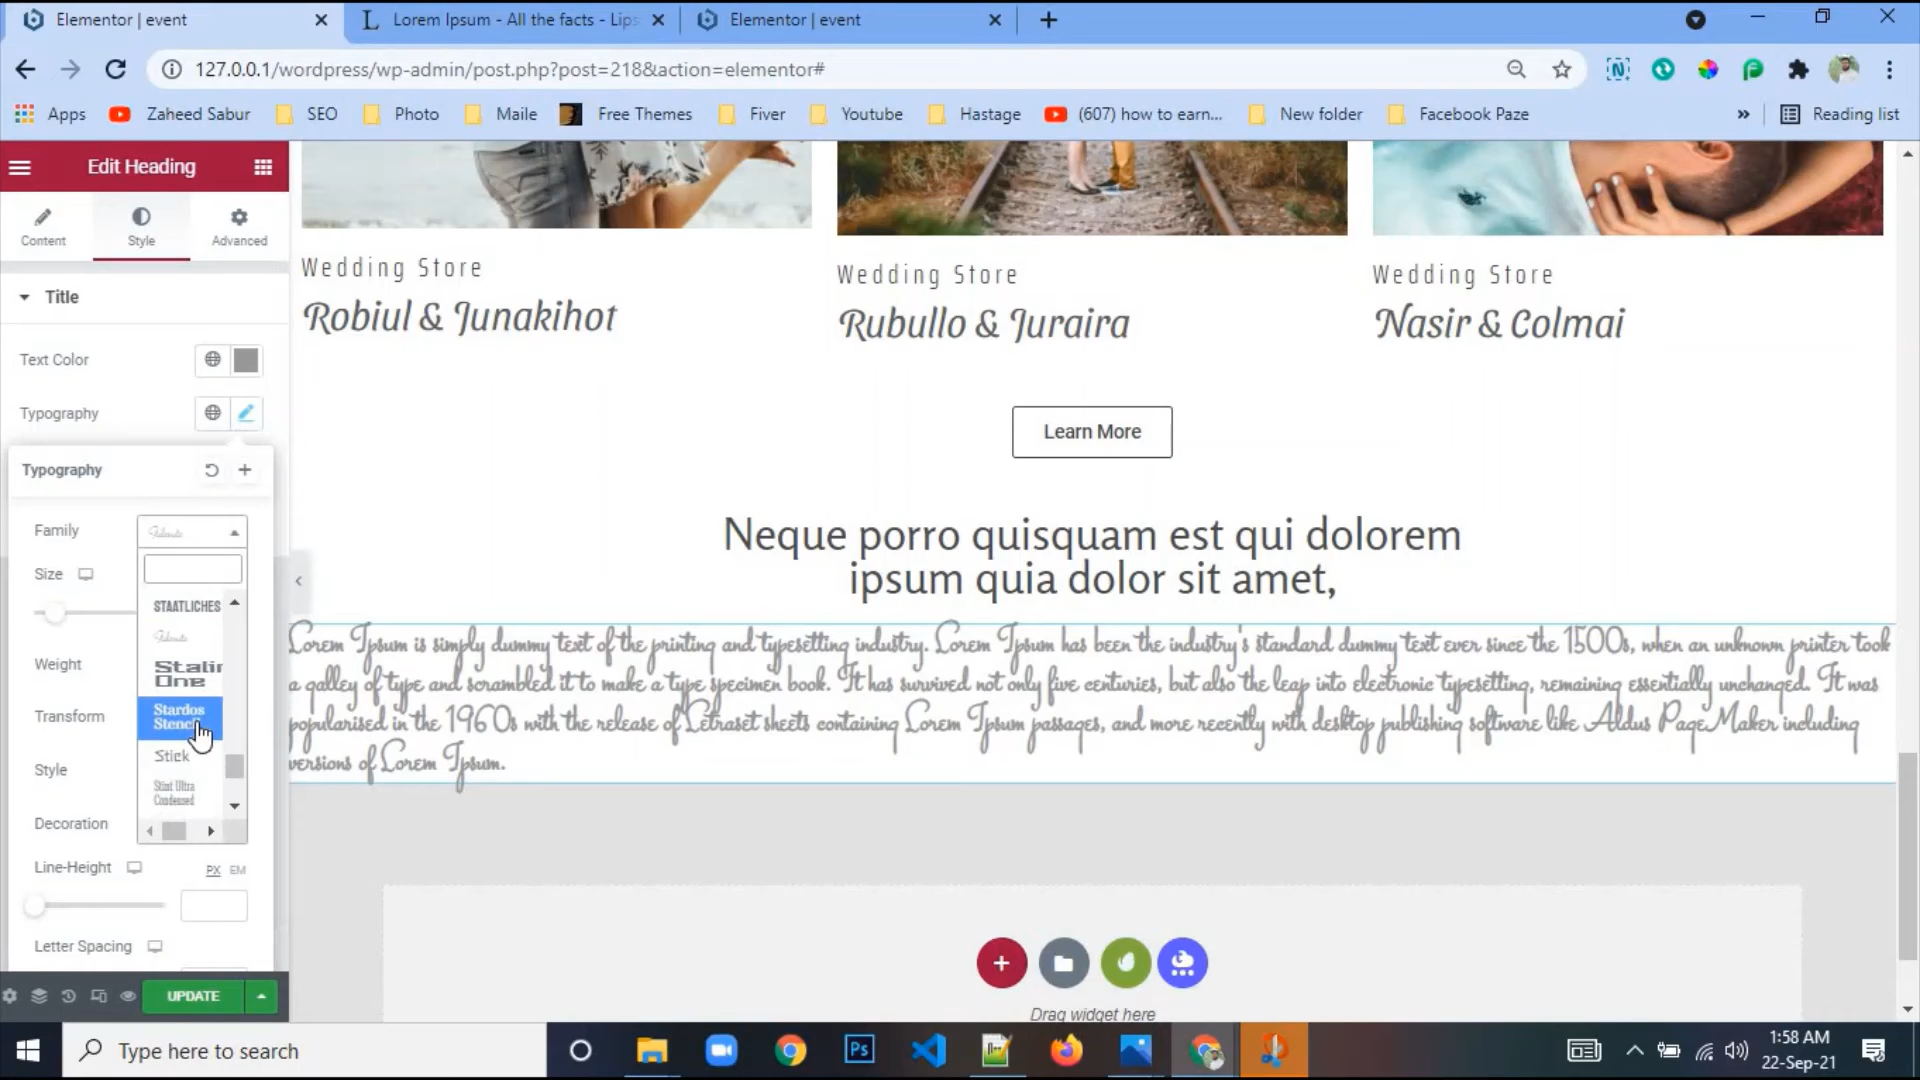 Elementor | event
Lorem Ipsum - All the facts - Lips
Elementor | event
127.0.0.1/wordpress/wp-admin/post.php?post=218&action=elementor#
Apps
Zaheed Sabur
SEO
Photo
Maile
Free Themes
Fiver
Youtube
Hastage
(607) how to earn...
New folder
Facebook Paze
»
Reading list
Edit Heading
Content
Style
Advanced
Title
Text Color
Typography
Typography
Family
Size
STAATLICHES
Stalin
One
Weight
Stardos
Stencil
Transform
Stick
Style
Stint Ultra
Condensed
Decoration
Line-Height
PX EM
Letter Spacing
UPDATE
Wedding Store
Robiul & Junakihot
Wedding Store
Rubullo & Juraira
Wedding Store
Nasir & Colmai
Learn More
Neque porro quisquam est qui dolorem
ipsum quia dolor sit amet,
Lorem Ipsum is simply dummy text of the printing and typesetting industry. Lorem Ipsum has been the industry's standard dummy text ever since the 1500s, when an unknown printer took
a galley of type and scrambled it to make a type specimen book. It has survived not only five centuries, but also the leap into electronic typesetting, remaining essentially unchanged. It was
popularised in the 1960s with the release of Letraset sheets containing Lorem Ipsum passages, and more recently with desktop publishing software like Aldus PageMaker including
versions of Lorem Ipsum.
Drag widget here
Type here to search
Ps
1:58 AM
22-Sep-21